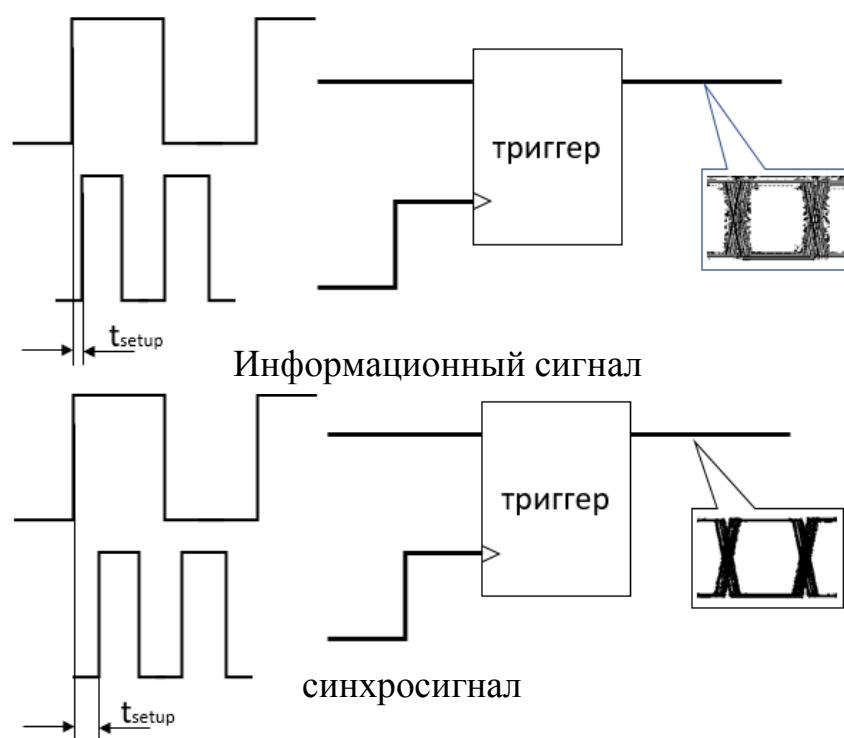 триггер
tsetup
Информационный сигнал
триггер
синхросигнал
tsetup